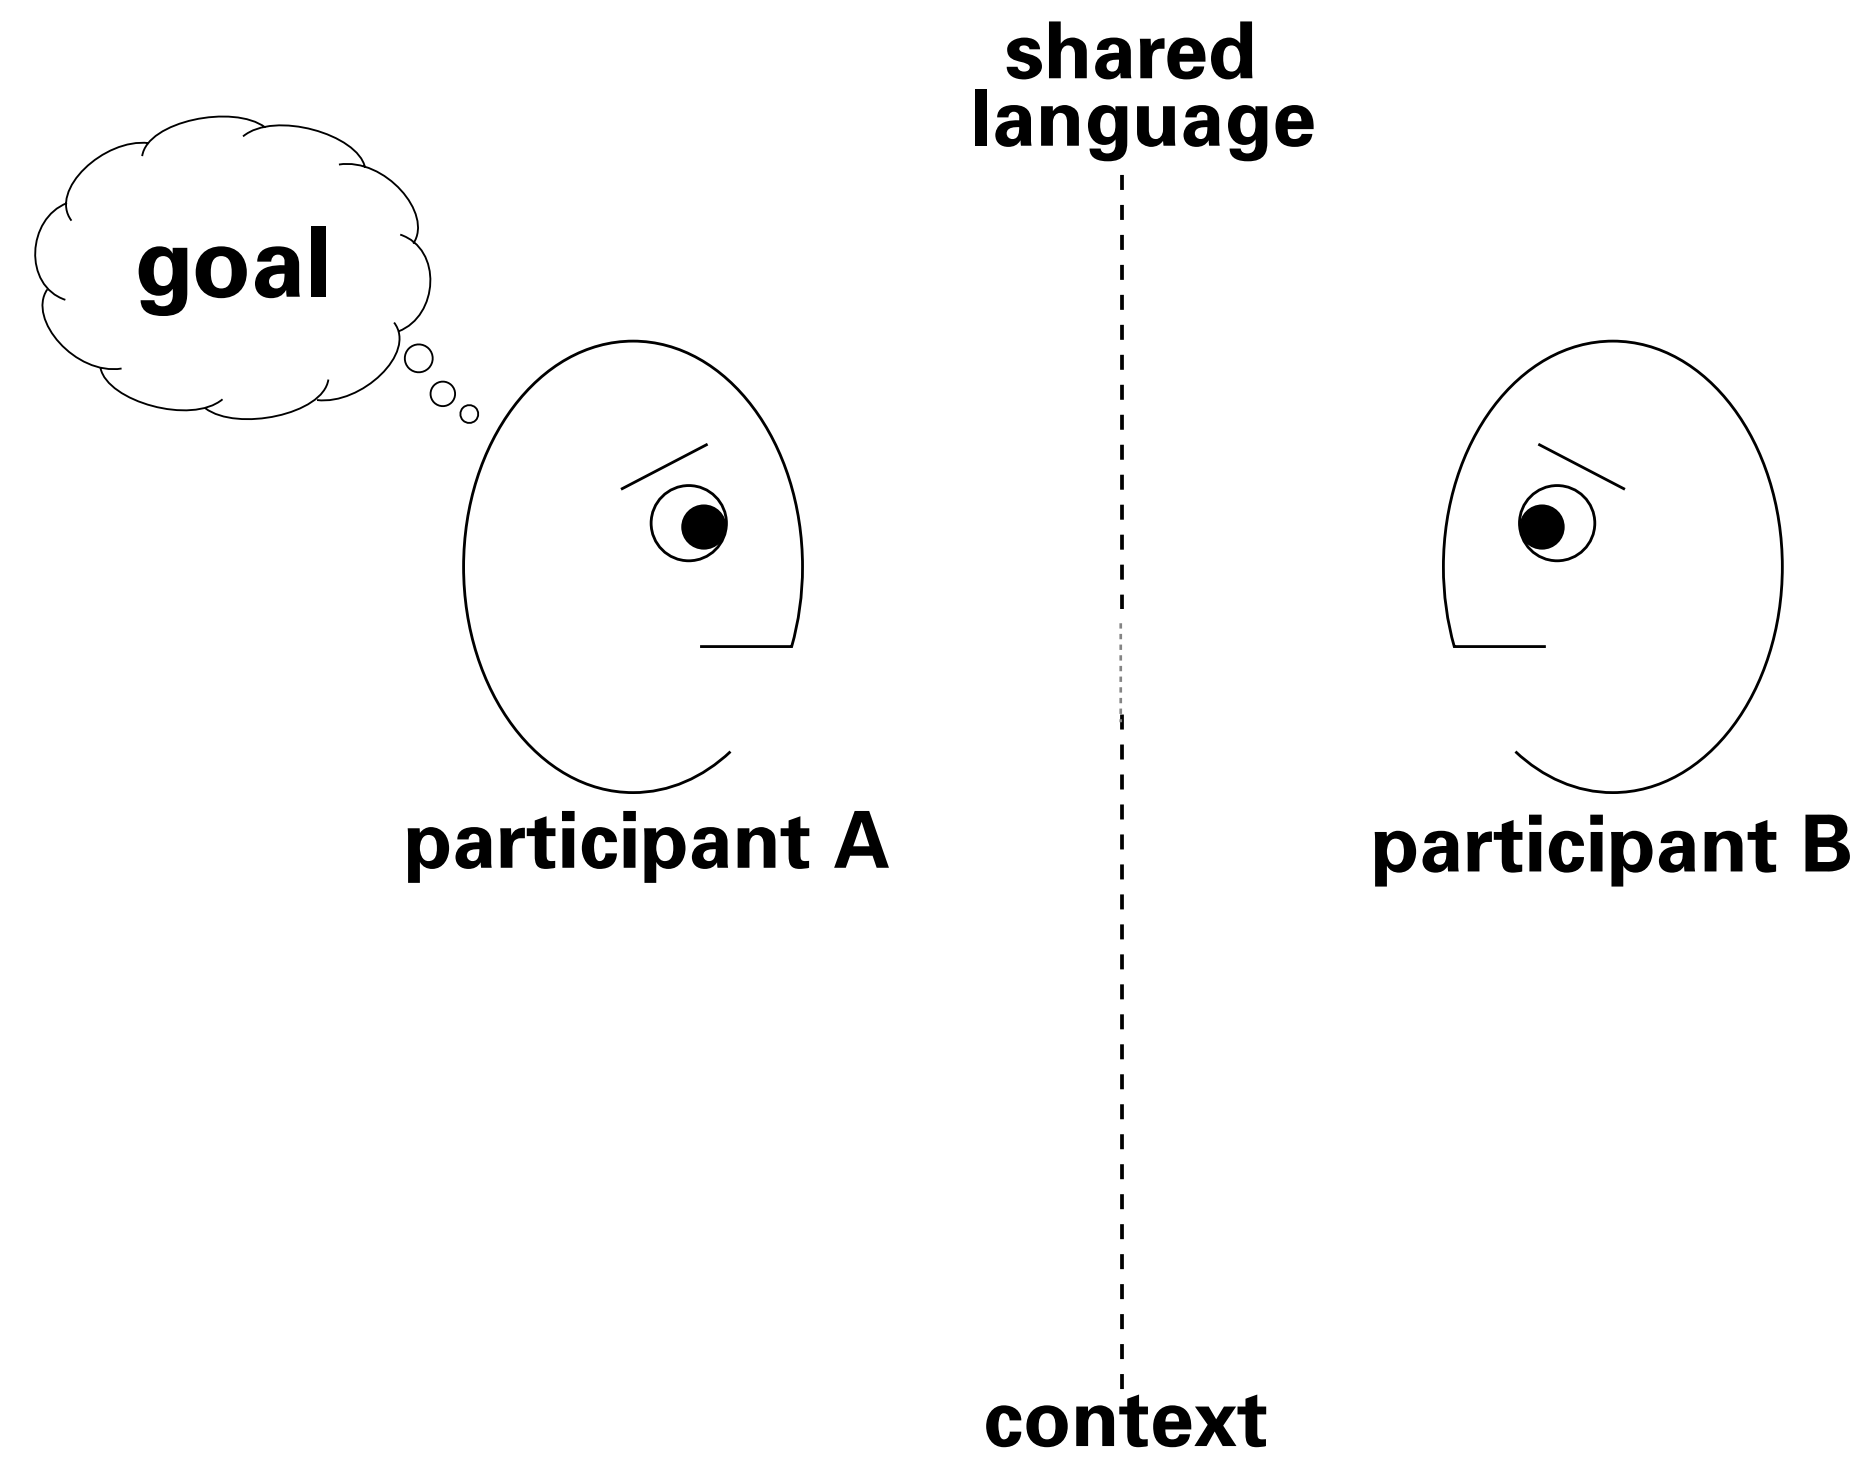 shared
language
goal
participant A
participant B
context